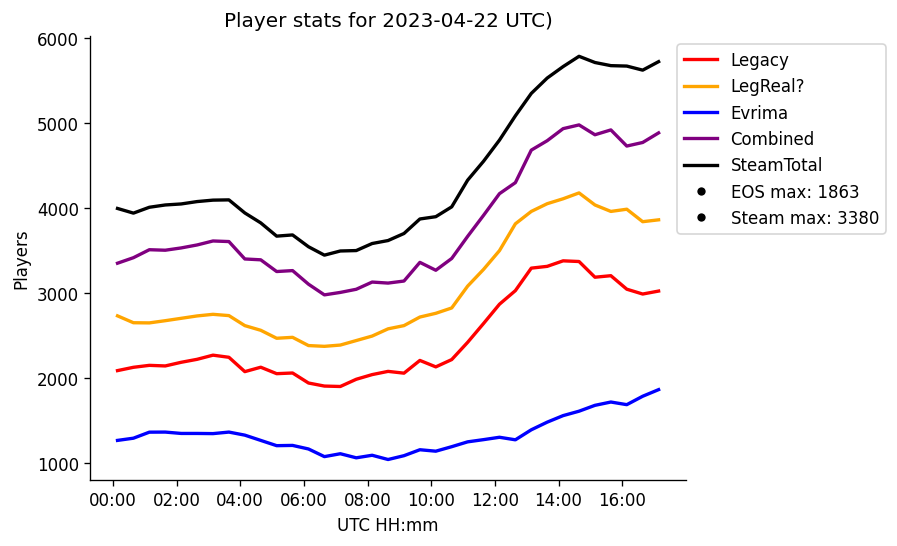 Player stats for 2023-04-22 UTC)
6000
5000
4000
3000
2000
1000
Players
00:00 02:00 04:00 06:00 08:00 10:00 12:00 14:00 16:00
UTC HH:mm
Legacy
LegReal?
Evrima
Combined
SteamTotal
EOS max: 1863
Steam max: 3380